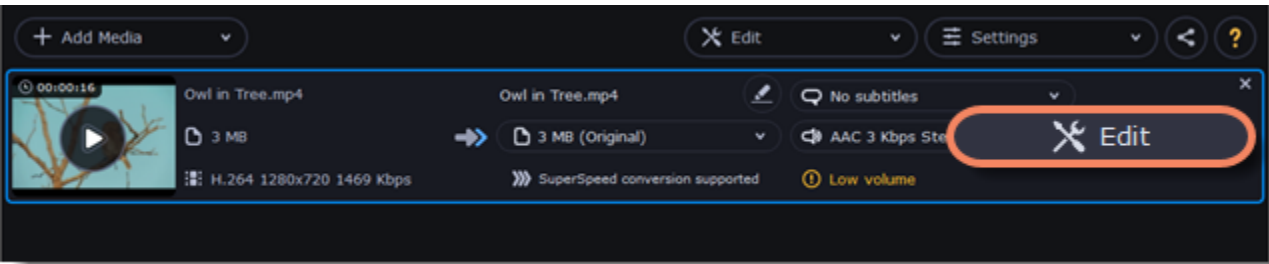 Add Media
Edit
Settings
?
00:00:16
Owl in Tree.mp4
Owl in Tree.mp4
No subtitles
3 MB
3 MB (Original)
AAC 3 Kbps Ste
Edit
H.264 1280x720 1469 Kbps
SuperSpeed conversion supported
Low volume